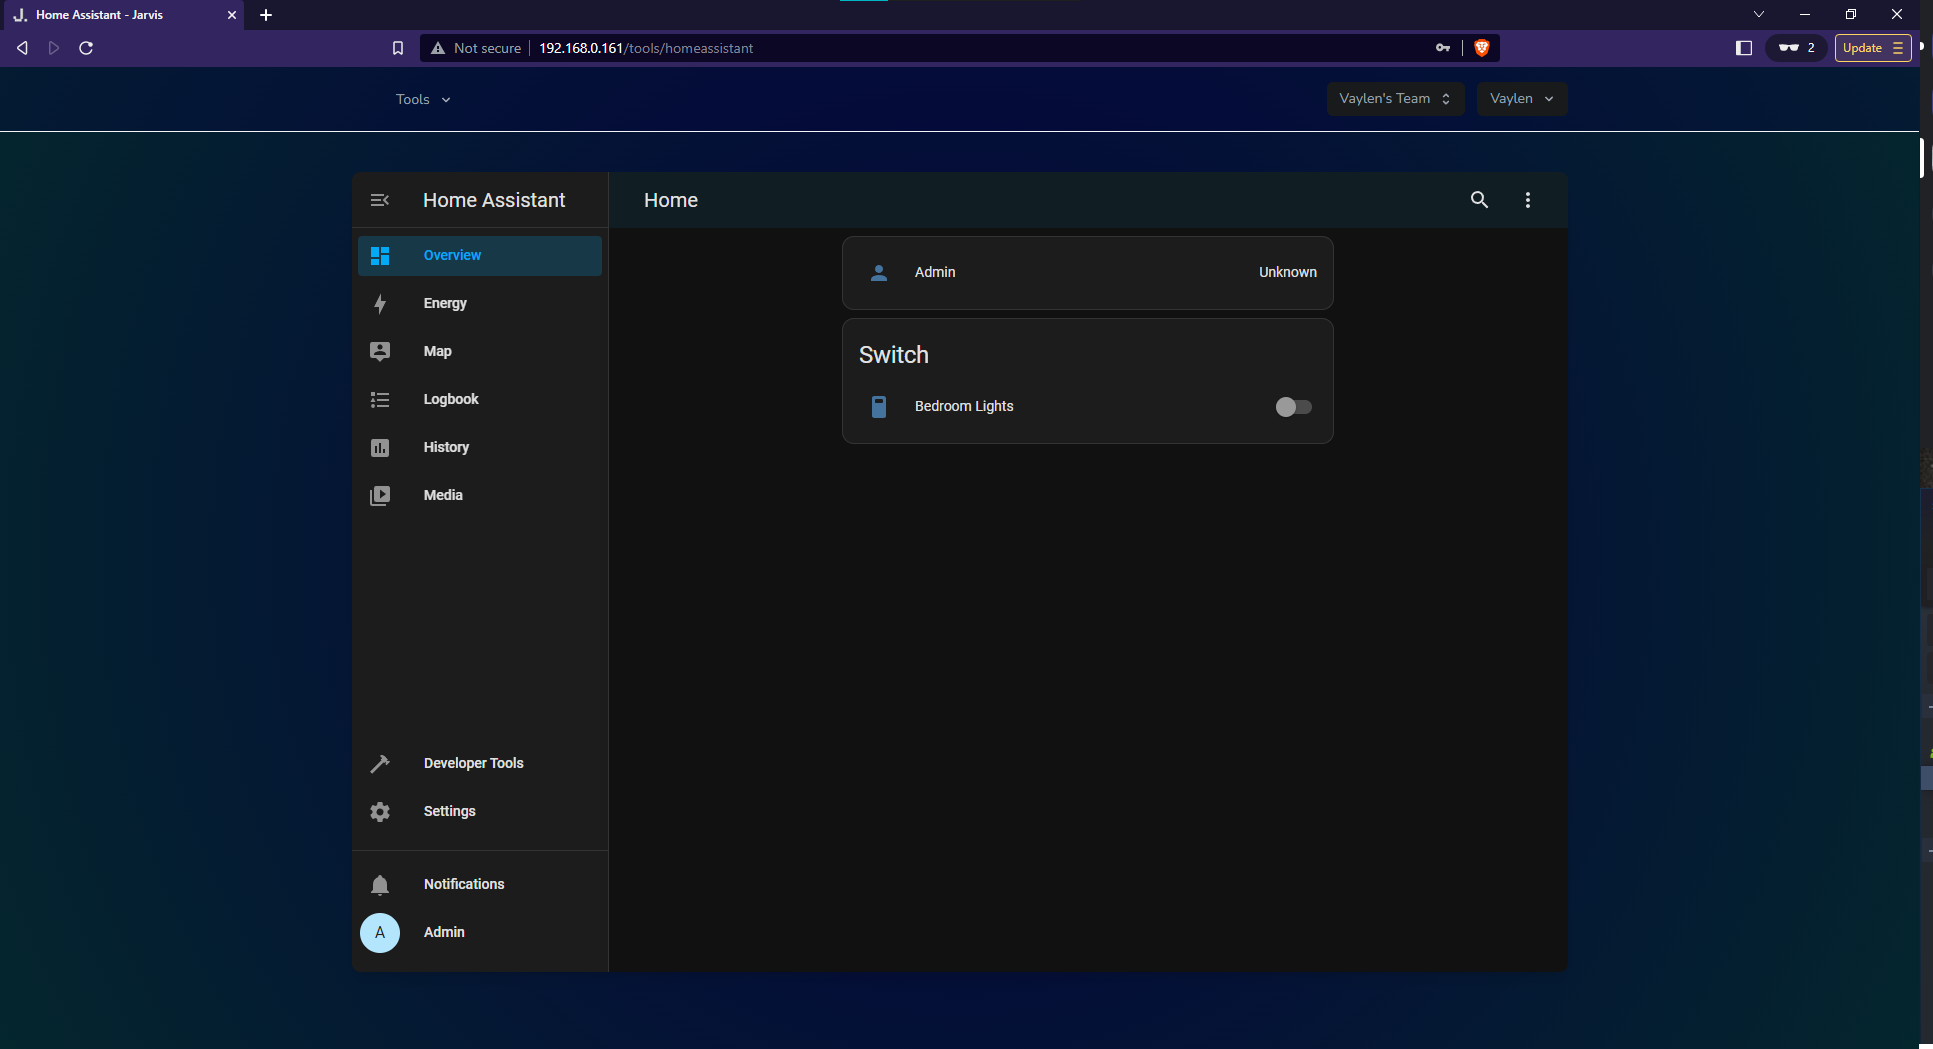 Home Assistant - Jarvis
Not secure 192.168.0.161/tools/homeassistant
2
Update
Tools
Vaylen's Team
Vaylen
Home Assistant
Home
Overview
Energy
Map
Logbook
History
Media
Admin Unknown
Switch
Bedroom Lights
Developer Tools
Settings
Notifications
A Admin